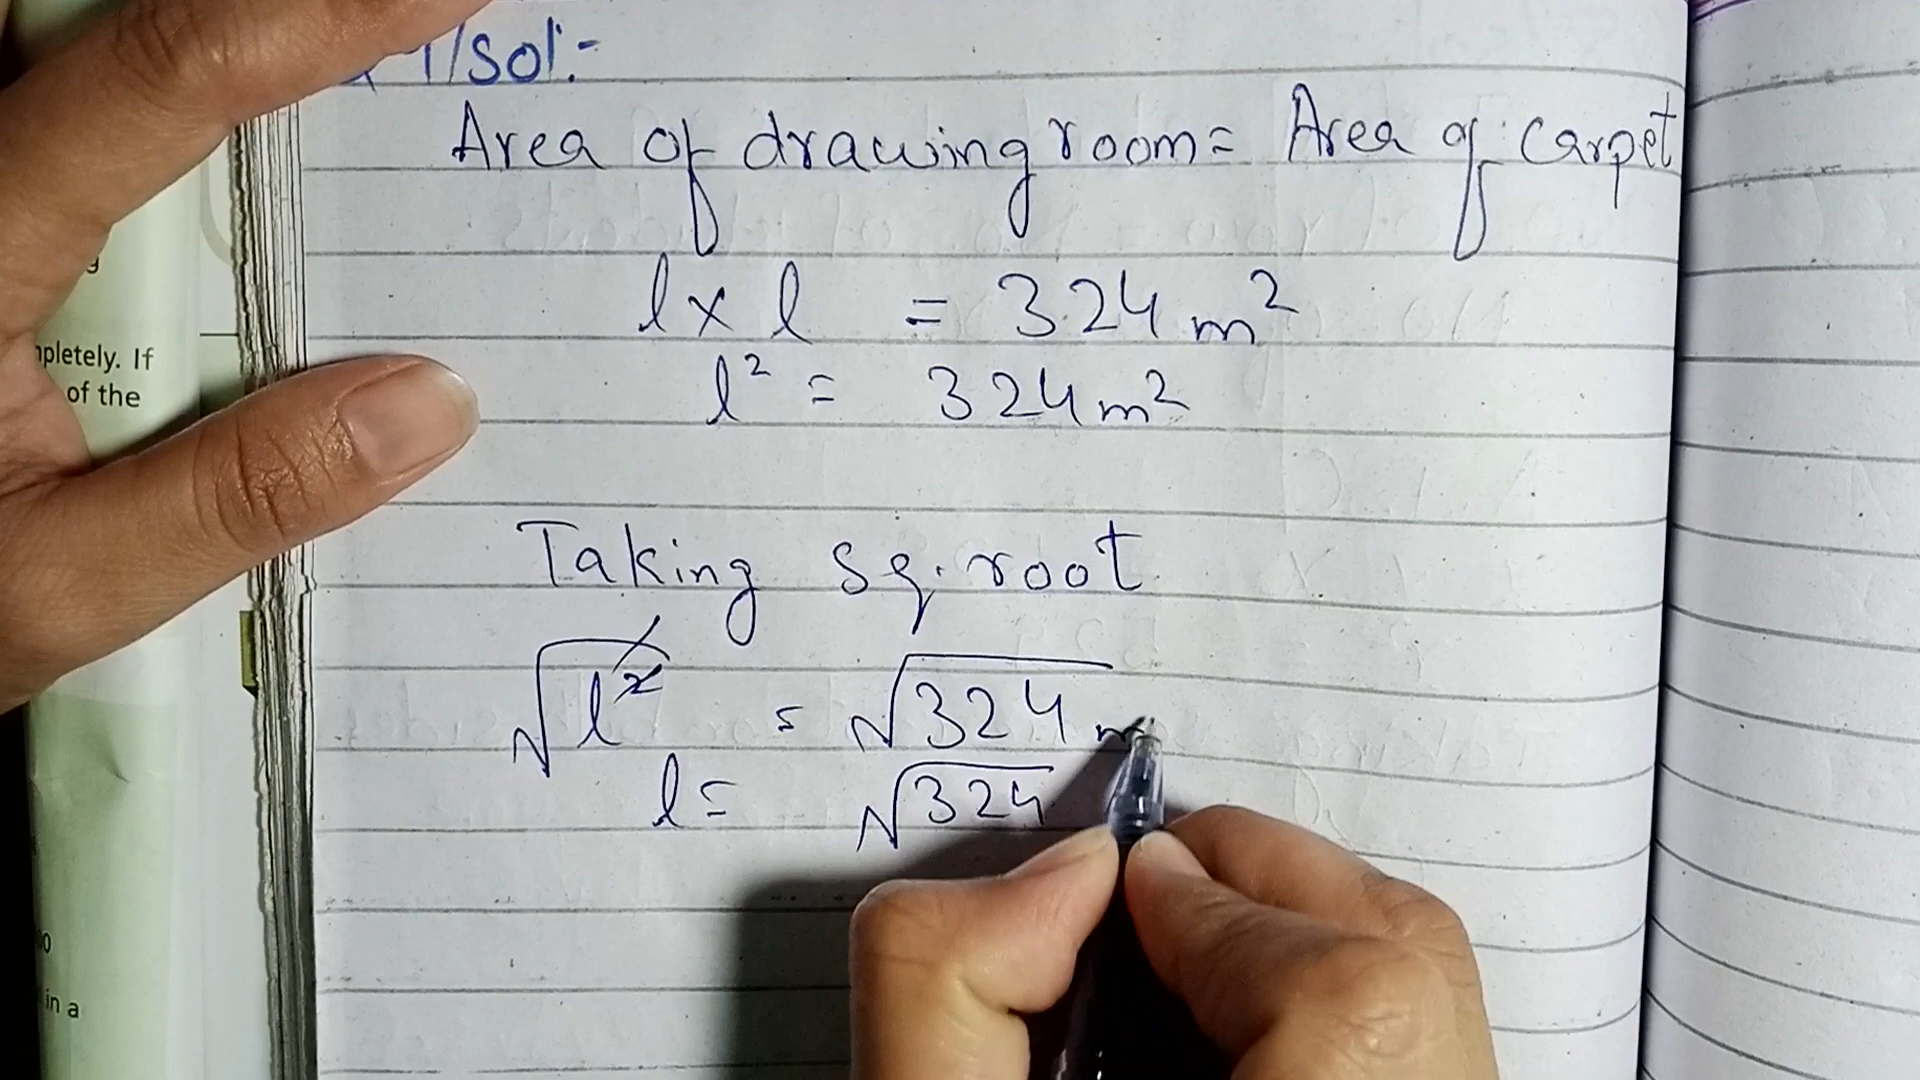 1/Sol:-
Area of drawing room = Area of carpet
l x l = 324 m²
l² = 324 m²
Taking sq. root
√l² = √324 m
l = √324
If
of the
in a